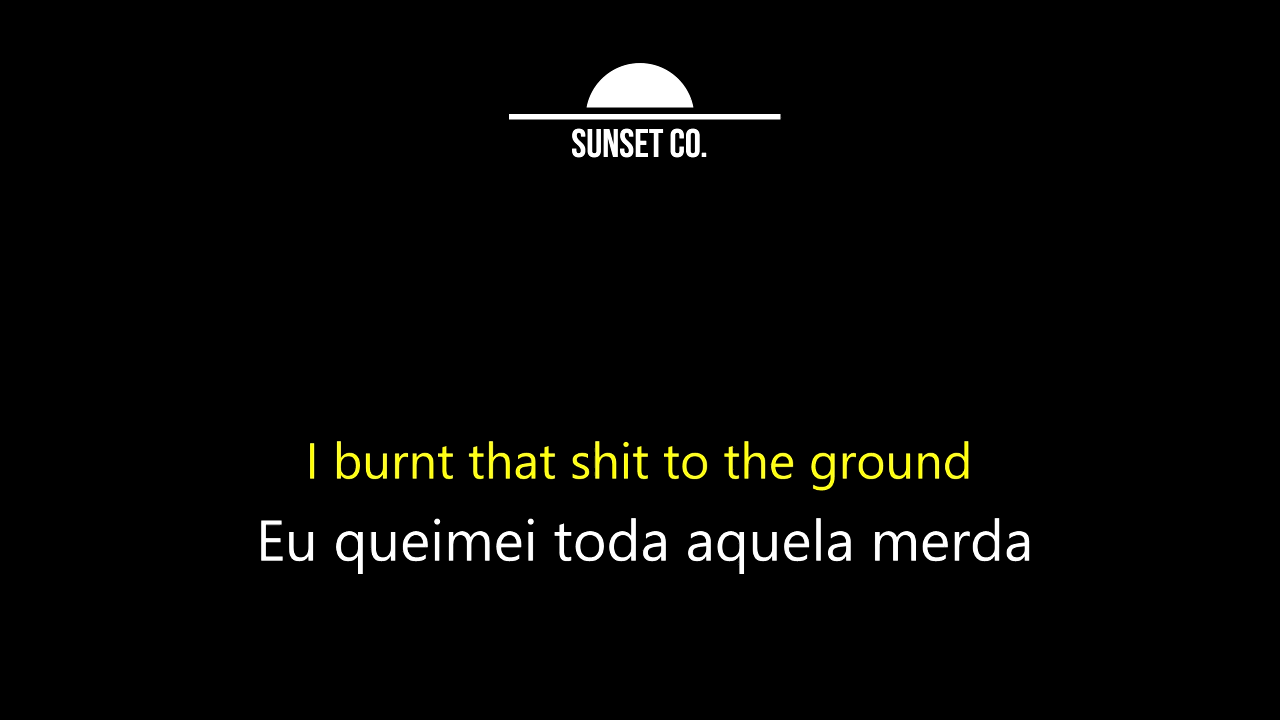 SUNSET CO.
I burnt that shit to the ground
Eu queimei toda aquela merda